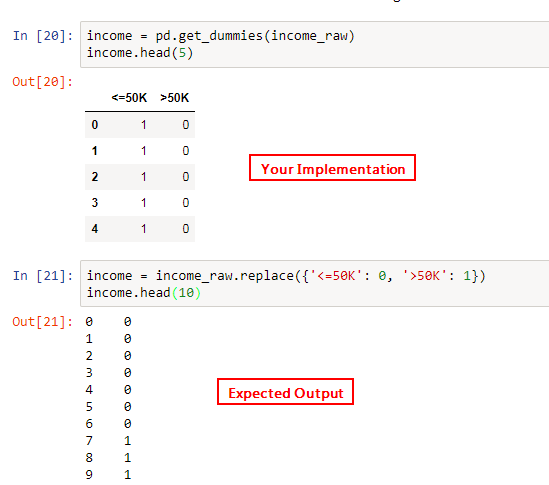 In [20]: income = pd.get_dummies(income_raw)
income.head(5)
Out[20]:
<=50K >50K
0 1 0
1 1 0
2 1 0
3 1 0
4 1 0
Your Implementation
In [21]: income = income_raw.replace({'<=50K': 0, '>50K': 1})
income.head(10)
Out[21]: 0 0
1 0
2 0
3 0
4 0
5 0
6 0
7 1
8 1
9 1
Expected Output